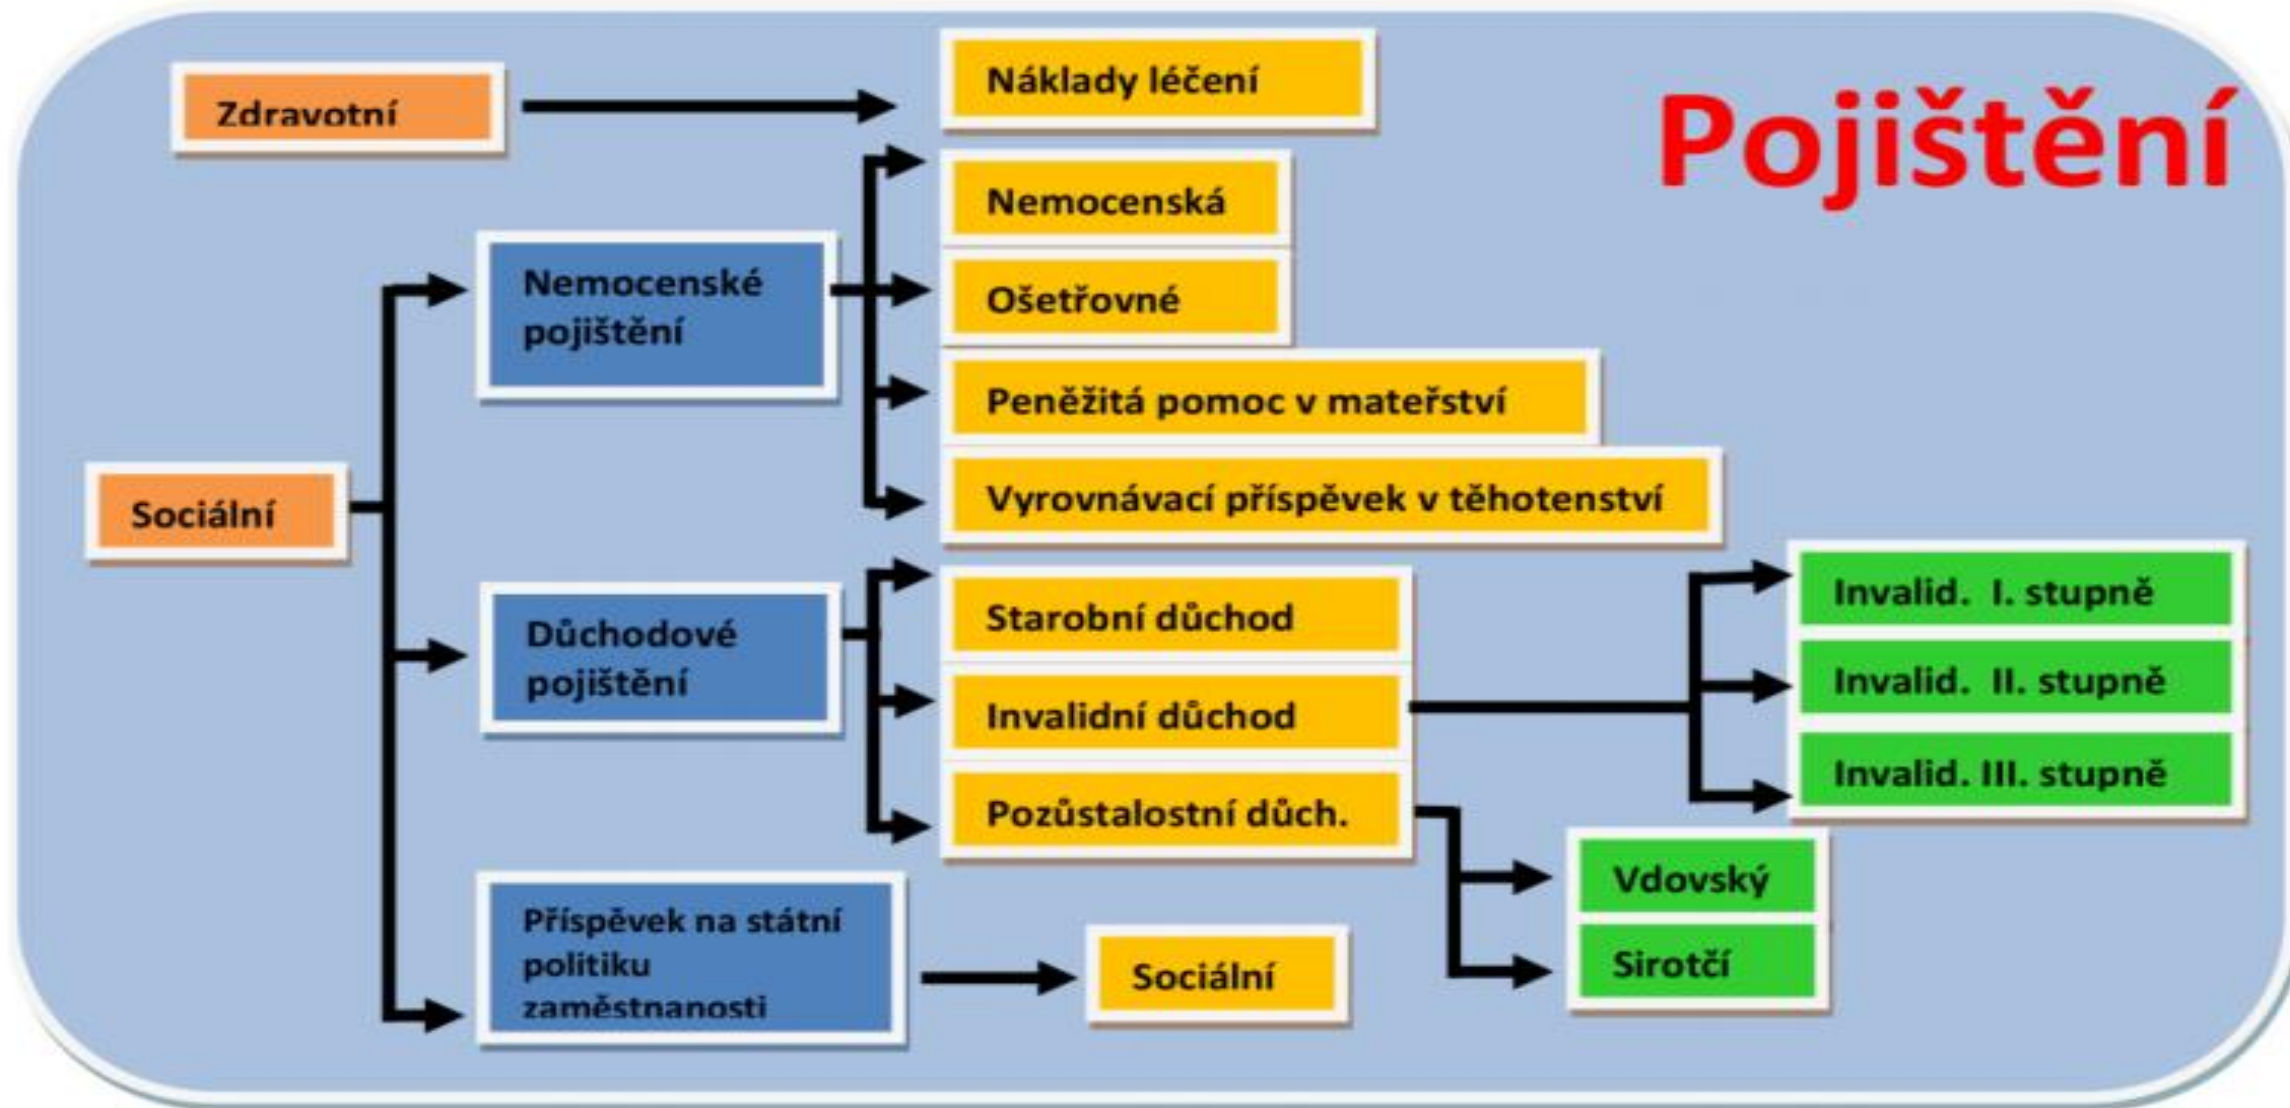 Pojištění
Zdravotní
Náklady léčení
Sociální
Nemocenské
pojištění
Nemocenská
Ošetřovné
Peněžitá pomoc v mateřství
Vyrovnávací příspěvek v těhotenství
Důchodové
pojištění
Starobní důchod
Invalidní důchod
Pozůstalostní důch.
Invalid. I. stupně
Invalid. II. stupně
Invalid. III. stupně
Vdovský
Sirotčí
Příspěvek na státní
politiku
zaměstnanosti
Sociální